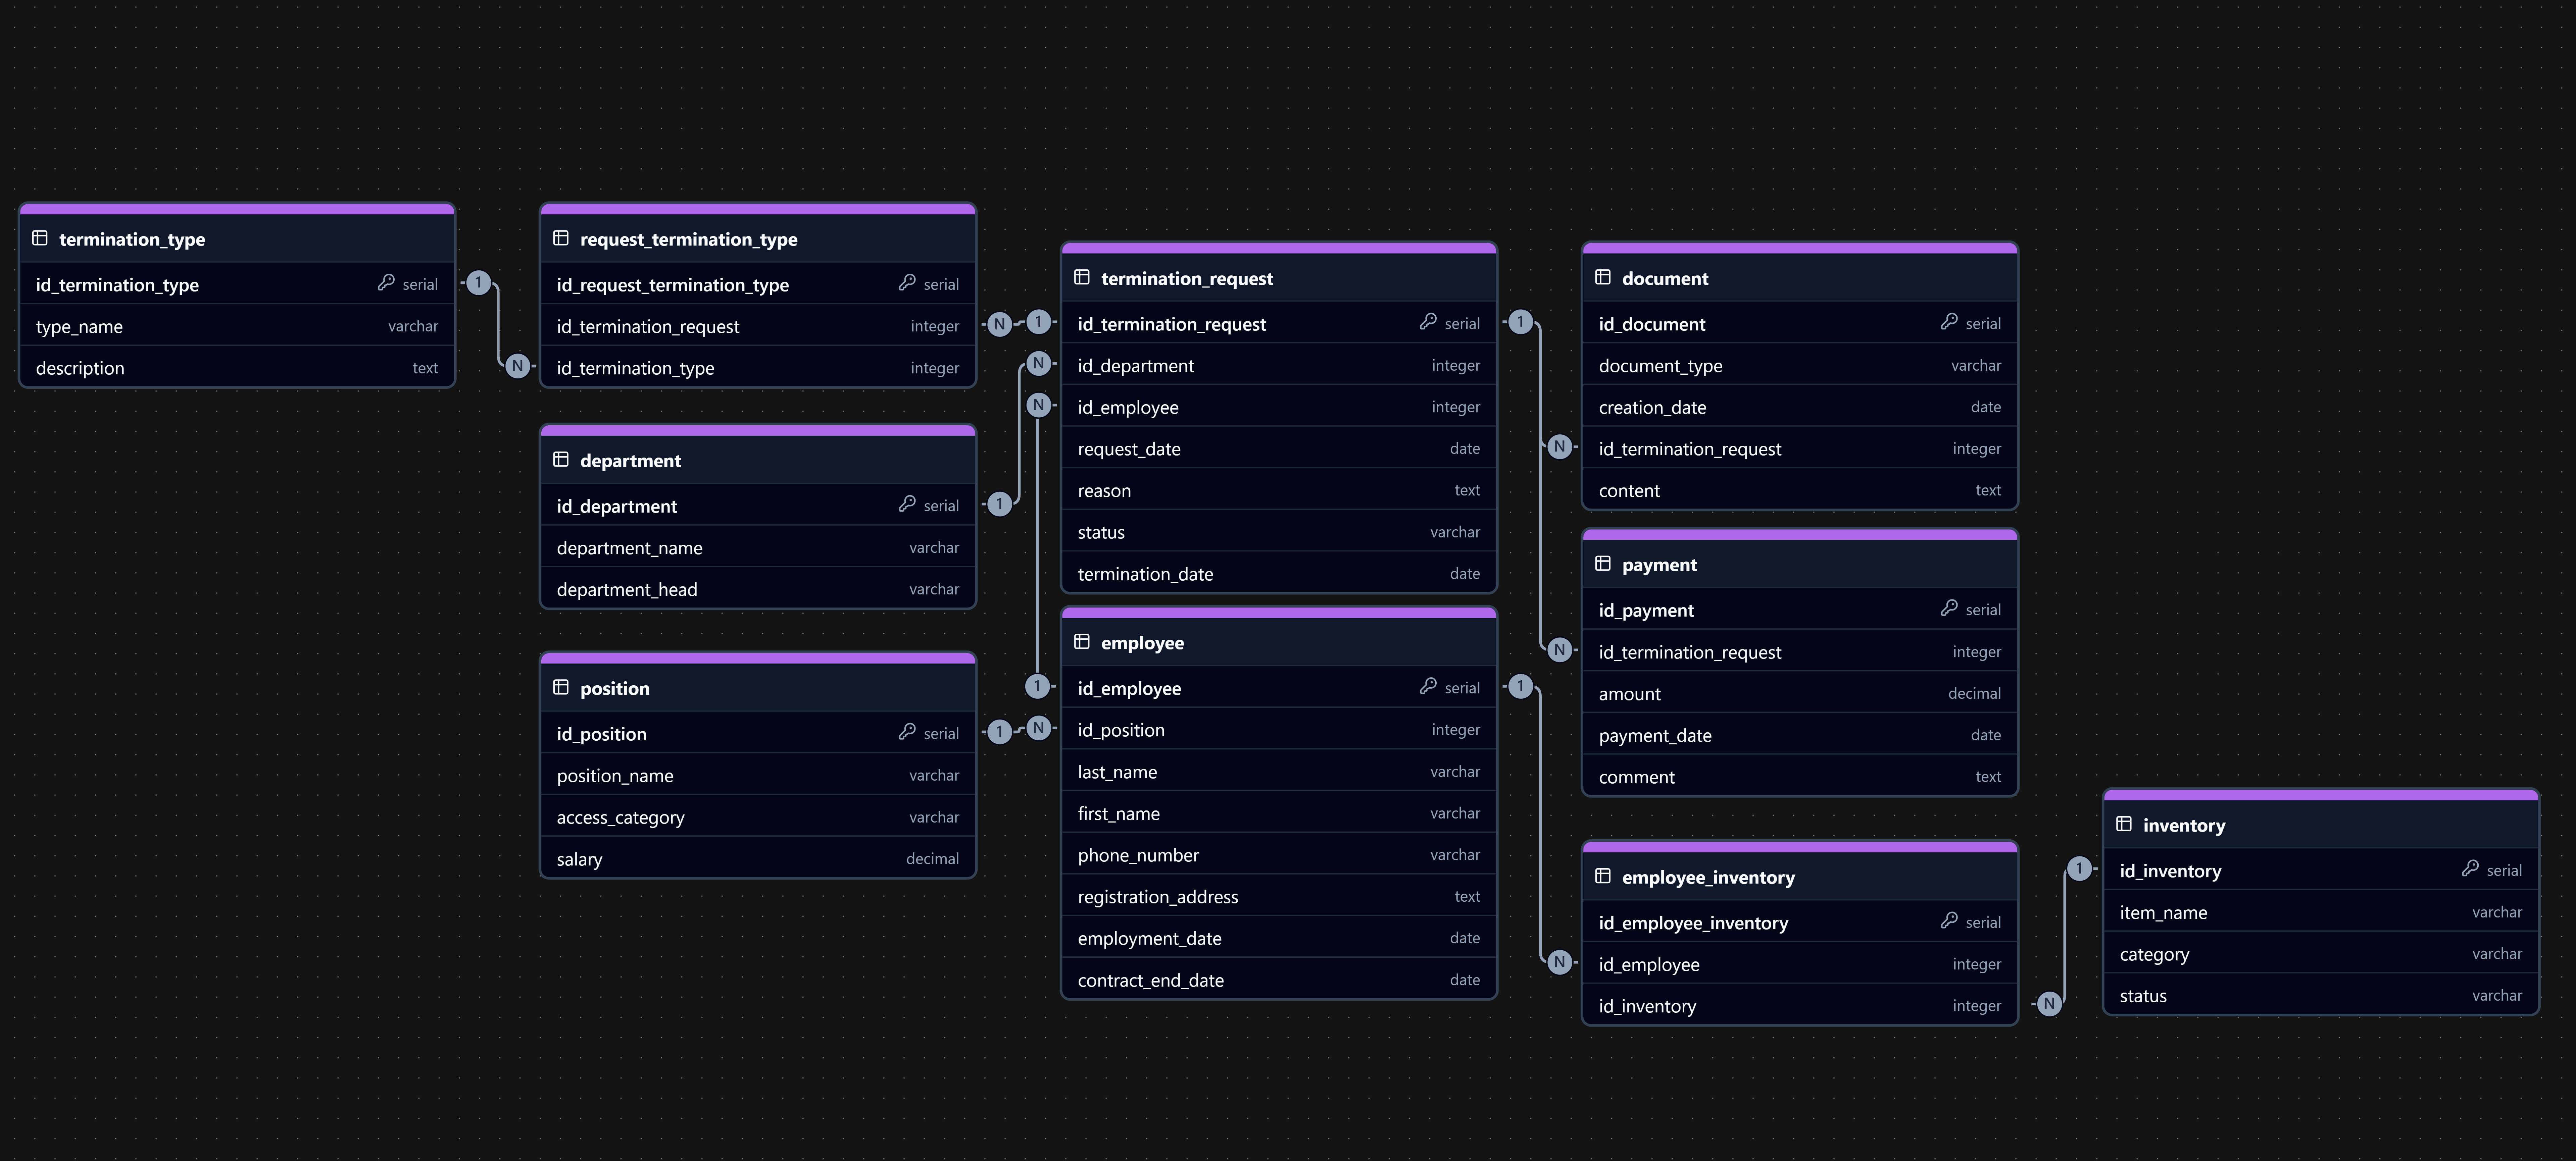 termination_type
id_termination_type serial
type_name varchar
description text
1
N
request_termination_type
id_request_termination_type serial
id_termination_request integer
id_termination_type integer
N
1
department
id_department serial
department_name varchar
department_head varchar
1
N
position
id_position serial
position_name varchar
access_category varchar
salary decimal
1
N
termination_request
id_termination_request serial
id_department integer
id_employee integer
request_date date
reason text
status varchar
termination_date date
N
1
employee
id_employee serial
id_position integer
last_name varchar
first_name varchar
phone_number varchar
registration_address text
employment_date date
contract_end_date date
1
N
N
document
id_document serial
document_type varchar
creation_date date
id_termination_request integer
content text
payment
id_payment serial
id_termination_request integer
amount decimal
payment_date date
comment text
1
N
employee_inventory
id_employee_inventory serial
id_employee integer
id_inventory integer
N
1
inventory
id_inventory serial
item_name varchar
category varchar
status varchar